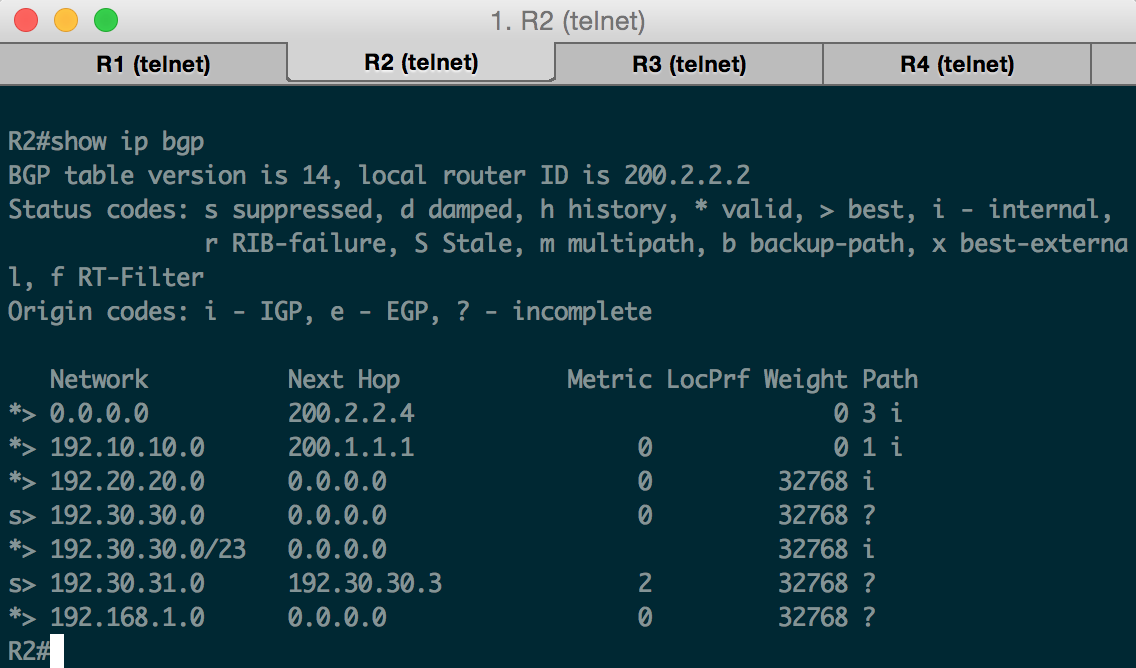 1. R2 (telnet)
R1 (telnet) R2 (telnet) R3 (telnet) R4 (telnet)
R2#show ip bgp
BGP table version is 14, local router ID is 200.2.2.2
Status codes: s suppressed, d damped, h history, * valid, > best, i - internal,
              r RIB-failure, S Stale, m multipath, b backup-path, x best-externa
l, f RT-Filter
Origin codes: i - IGP, e - EGP, ? - incomplete
   Network          Next Hop            Metric LocPrf Weight Path
*> 0.0.0.0          200.2.2.4                              0 3 i
*> 192.10.10.0      200.1.1.1                0             0 1 i
*> 192.20.20.0      0.0.0.0                  0         32768 i
s> 192.30.30.0      0.0.0.0                  0         32768 ?
*> 192.30.30.0/23   0.0.0.0                            32768 i
s> 192.30.31.0      192.30.30.3              2         32768 ?
*> 192.168.1.0      0.0.0.0                  0         32768 ?
R2#